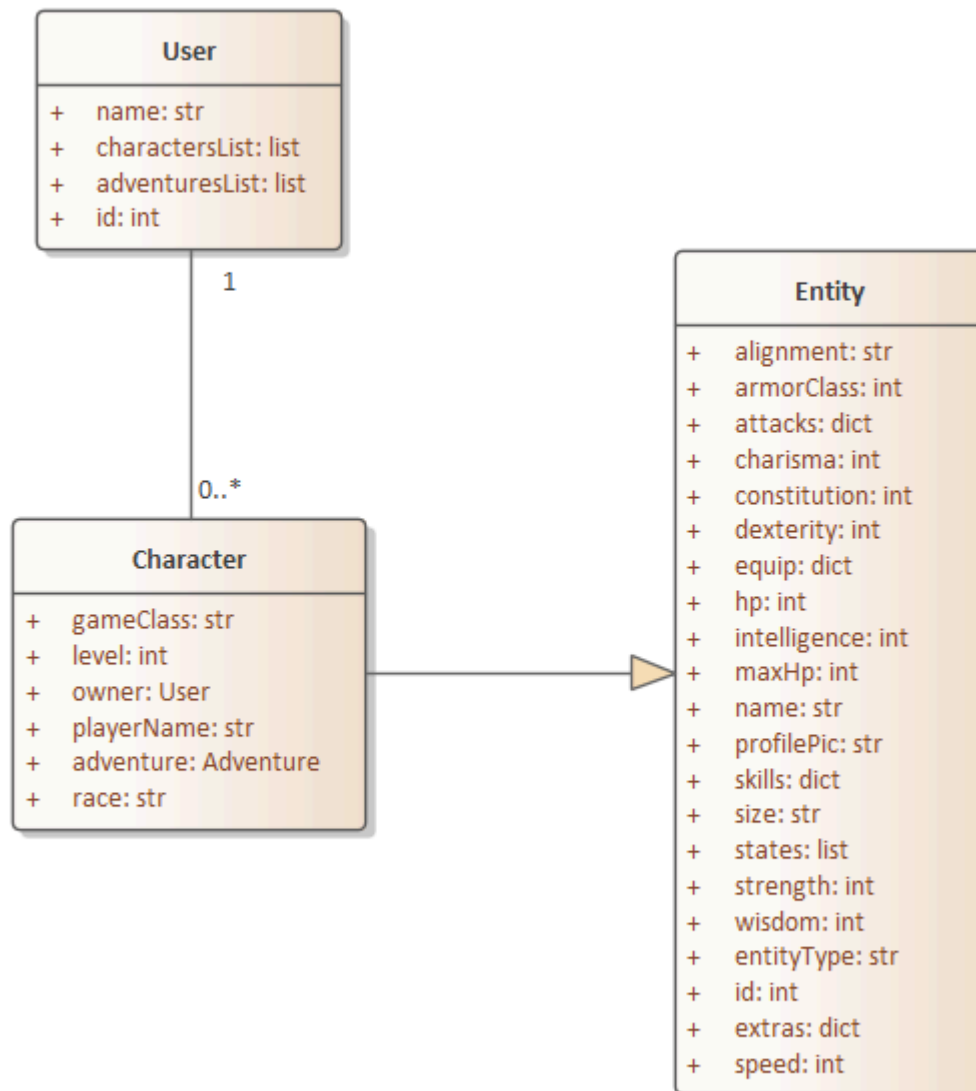 User
+ name: str
+ charactersList: list
+ adventuresList: list
+ id: int
1
0..*
Character
+ gameClass: str
+ level: int
+ owner: User
+ playerName: str
+ adventure: Adventure
+ race: str
Entity
+ alignment: str
+ armorClass: int
+ attacks: dict
+ charisma: int
+ constitution: int
+ dexterity: int
+ equip: dict
+ hp: int
+ intelligence: int
+ maxHp: int
+ name: str
+ profilePic: str
+ skills: dict
+ size: str
+ states: list
+ strength: int
+ wisdom: int
+ entityType: str
+ id: int
+ extras: dict
+ speed: int